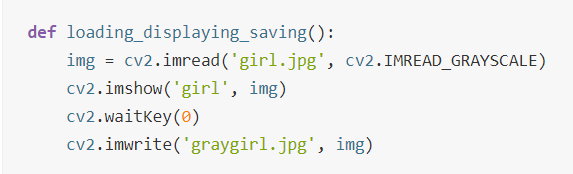 def loading_displaying_saving():
    img = cv2.imread('girl.jpg', cv2.IMREAD_GRAYSCALE)
    cv2.imshow('girl', img)
    cv2.waitKey(0)
    cv2.imwrite('graygirl.jpg', img)